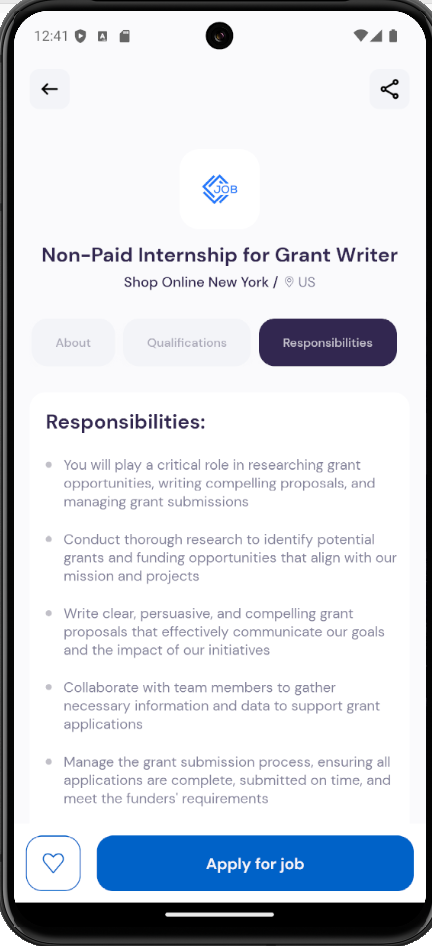 12:41
JOB
Non-Paid Internship for Grant Writer
Shop Online New York / US
About
Qualifications
Responsibilities
Responsibilities:
You will play a critical role in researching grant
opportunities, writing compelling proposals, and
managing grant submissions
Conduct thorough research to identify potential
grants and funding opportunities that align with our
mission and projects
Write clear, persuasive, and compelling grant
proposals that effectively communicate our goals
and the impact of our initiatives
Collaborate with team members to gather
necessary information and data to support grant
applications
Manage the grant submission process, ensuring all
applications are complete, submitted on time, and
meet the funders' requirements
Apply for job